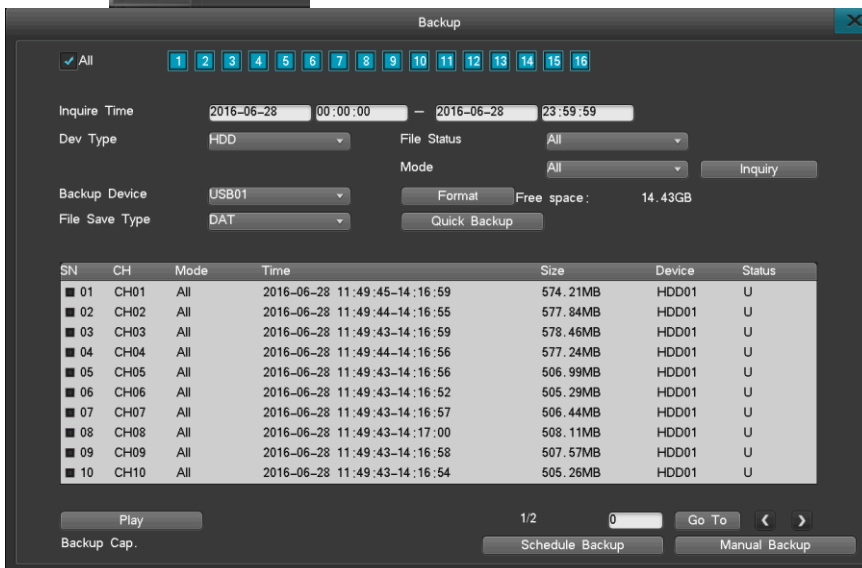 Backup
All 1 2 3 4 5 6 7 8 9 10 11 12 13 14 15 16
Inquire Time 2016-06-28 00:00:00 - 2016-06-28 23:59:59
Dev Type HDD File Status All
Mode All Inquiry
Backup Device USB01 Format Free space: 14.43GB
File Save Type DAT Quick Backup
SN CH Mode Time Size Device Status
01 CH01 All 2016-06-28 11:49:45-14:16:59 574.21MB HDD01 U
02 CH02 All 2016-06-28 11:49:44-14:16:55 577.84MB HDD01 U
03 CH03 All 2016-06-28 11:49:43-14:16:59 578.46MB HDD01 U
04 CH04 All 2016-06-28 11:49:44-14:16:56 577.24MB HDD01 U
05 CH05 All 2016-06-28 11:49:43-14:16:56 506.99MB HDD01 U
06 CH06 All 2016-06-28 11:49:43-14:16:52 505.29MB HDD01 U
07 CH07 All 2016-06-28 11:49:43-14:16:57 506.44MB HDD01 U
08 CH08 All 2016-06-28 11:49:43-14:17:00 508.11MB HDD01 U
09 CH09 All 2016-06-28 11:49:43-14:16:58 507.57MB HDD01 U
10 CH10 All 2016-06-28 11:49:43-14:16:54 505.26MB HDD01 U
Play 1/2 0 Go To
Backup Cap. Schedule Backup Manual Backup